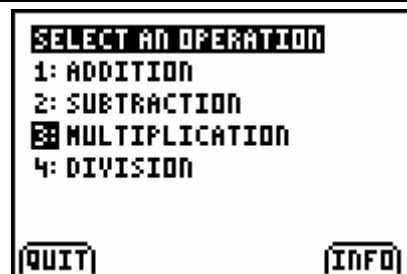 SELECT AN OPERATION
1: ADDITION
2: SUBTRACTION
3: MULTIPLICATION
4: DIVISION
QUIT INFO